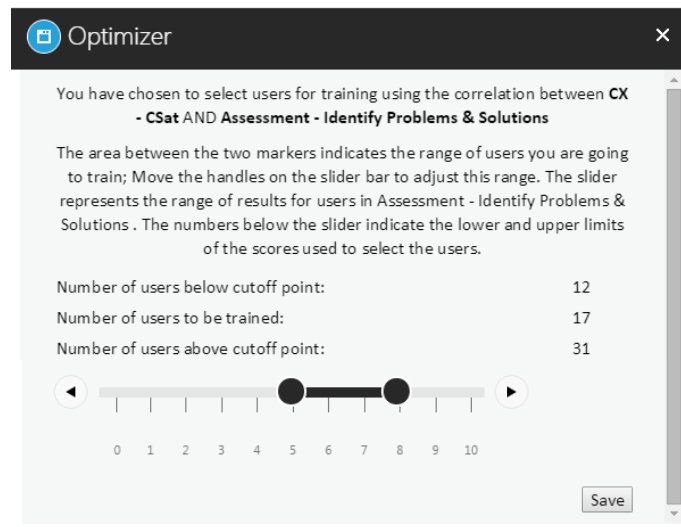 Optimizer
You have chosen to select users for training using the correlation between CX
- CSat AND Assessment - Identify Problems & Solutions
The area between the two markers indicates the range of users you are going
to train; Move the handles on the slider bar to adjust this range. The slider
represents the range of results for users in Assessment - Identify Problems &
Solutions . The numbers below the slider indicate the lower and upper limits
of the scores used to select the users.
Number of users below cutoff point: 12
Number of users to be trained: 17
Number of users above cutoff point: 31
0 1 2 3 4 5 6 7 8 9 10
Save